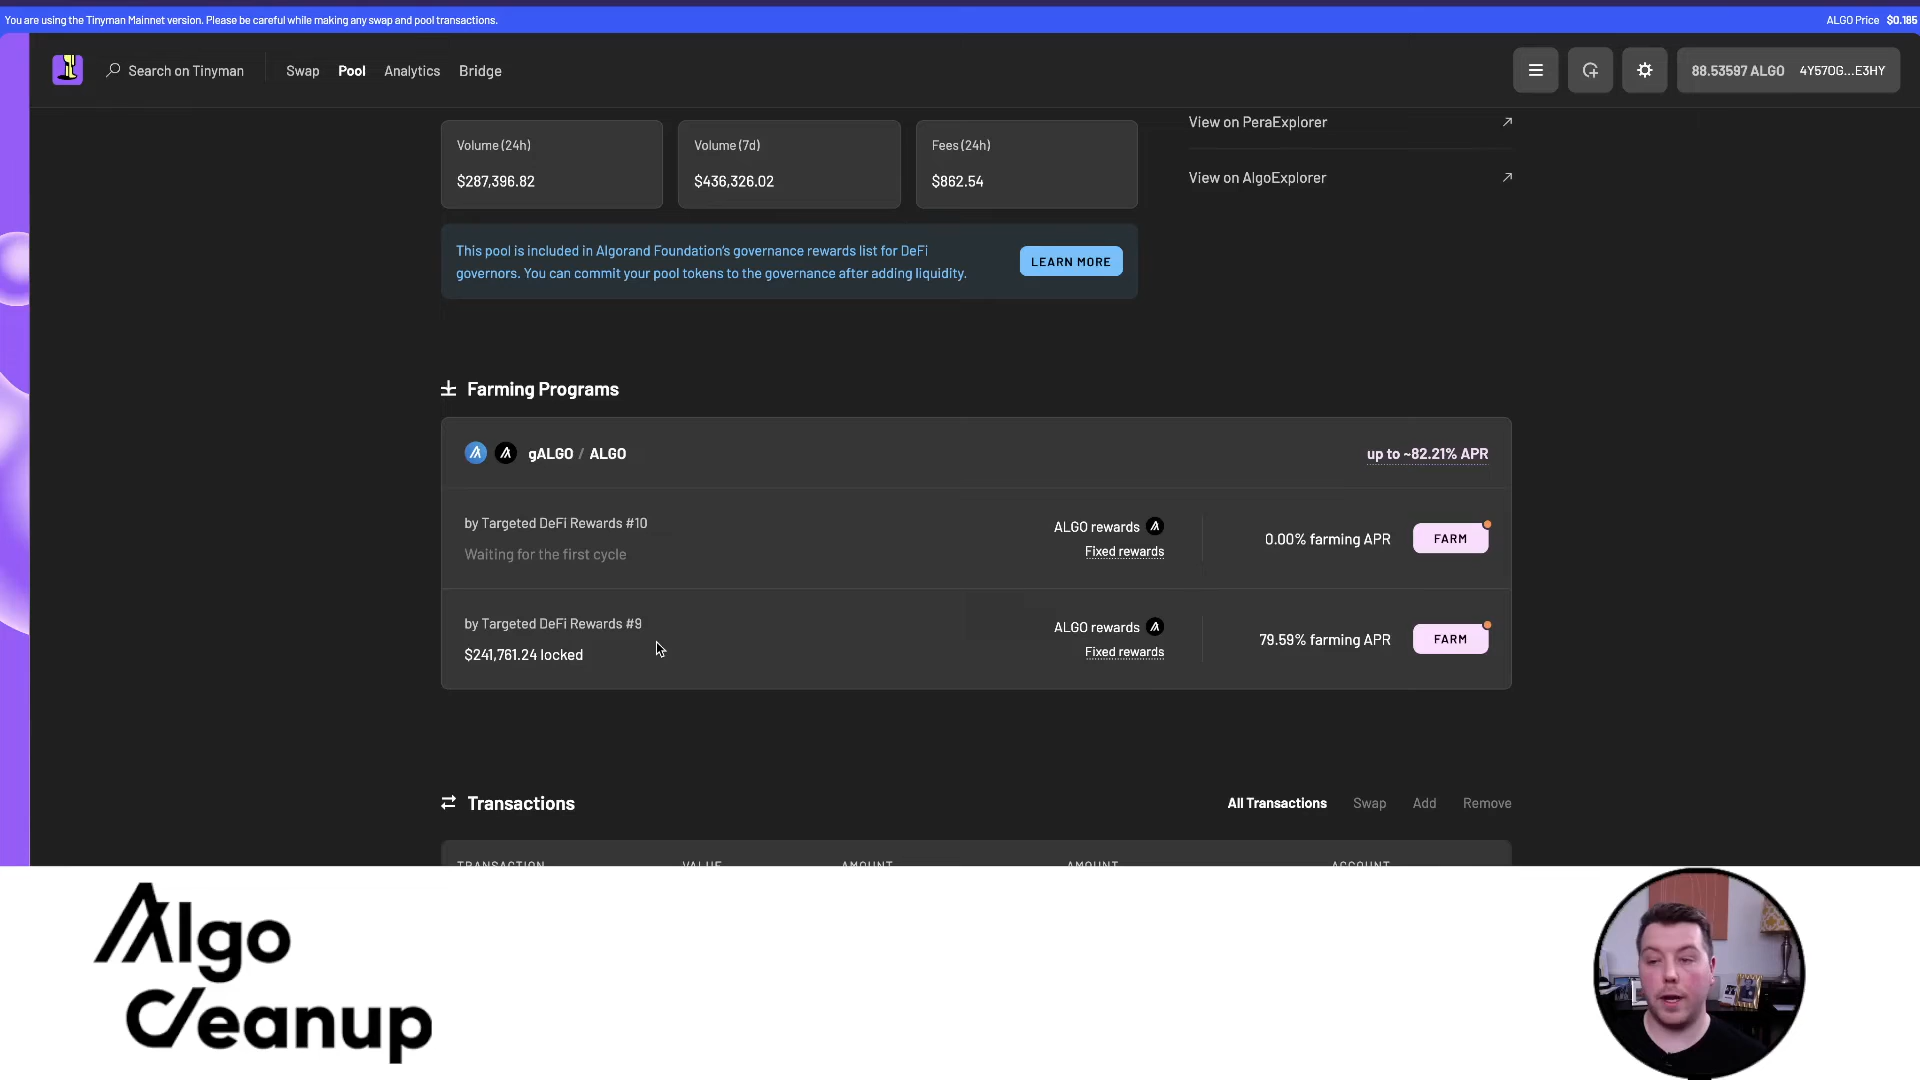 You are using the Tinyman Mainnet version. Please be careful while making any swap and pool transactions.
ALGO Price $0.185
Search on Tinyman
Swap
Pool
Analytics
Bridge
88.53597 ALGO 4Y57OG...E3HY
Volume (24h)
$287,396.82
Volume (7d)
$436,326.02
Fees (24h)
$862.54
View on PeraExplorer
View on AlgoExplorer
This pool is included in Algorand Foundation's governance rewards list for DeFi
governors. You can commit your pool tokens to the governance after adding liquidity.
LEARN MORE
Farming Programs
gALGO / ALGO
up to ~82.21% APR
by Targeted DeFi Rewards #10
Waiting for the first cycle
ALGO rewards
Fixed rewards
0.00% farming APR
FARM
by Targeted DeFi Rewards #9
$241,761.24 locked
ALGO rewards
Fixed rewards
79.59% farming APR
FARM
Transactions
All Transactions
Swap
Add
Remove
TRANSACTION
VALUE
AMOUNT
AMOUNT
ACCOUNT
Algo
Cleanup